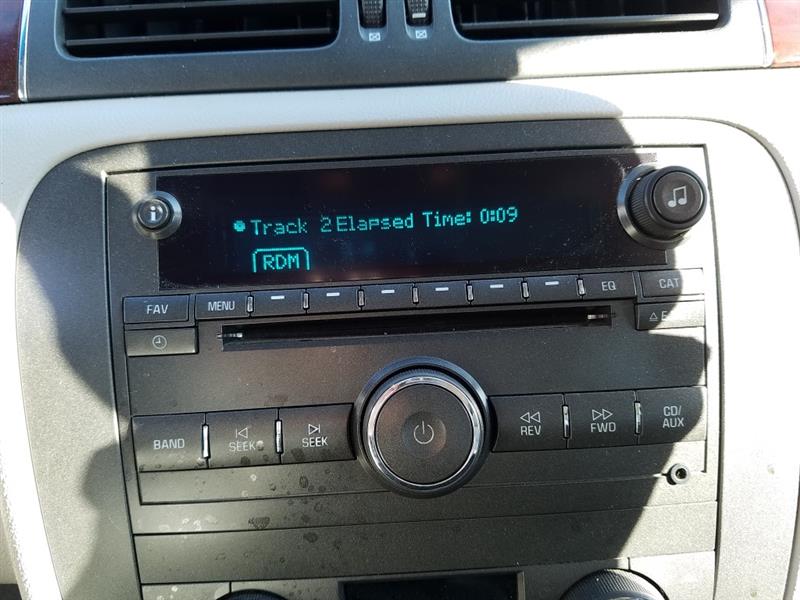 Track 2 Elapsed Time: 0:09
RDM
FAV
MENU
EQ
CAT
BAND
SEEK
SEEK
REV
FWD
CD/
AUX